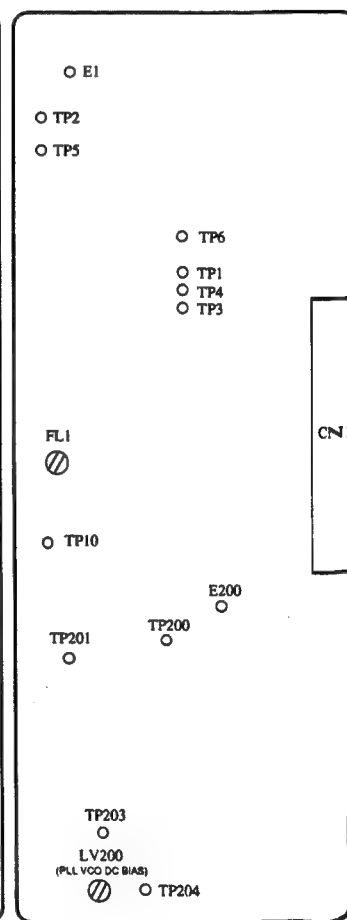 E1
TP2
TP5
TP6
TP1
TP4
TP3
CN
FL1
TP10
E200
TP200
TP201
TP203
LV200
(PLL VCO DC BIAS)
TP204